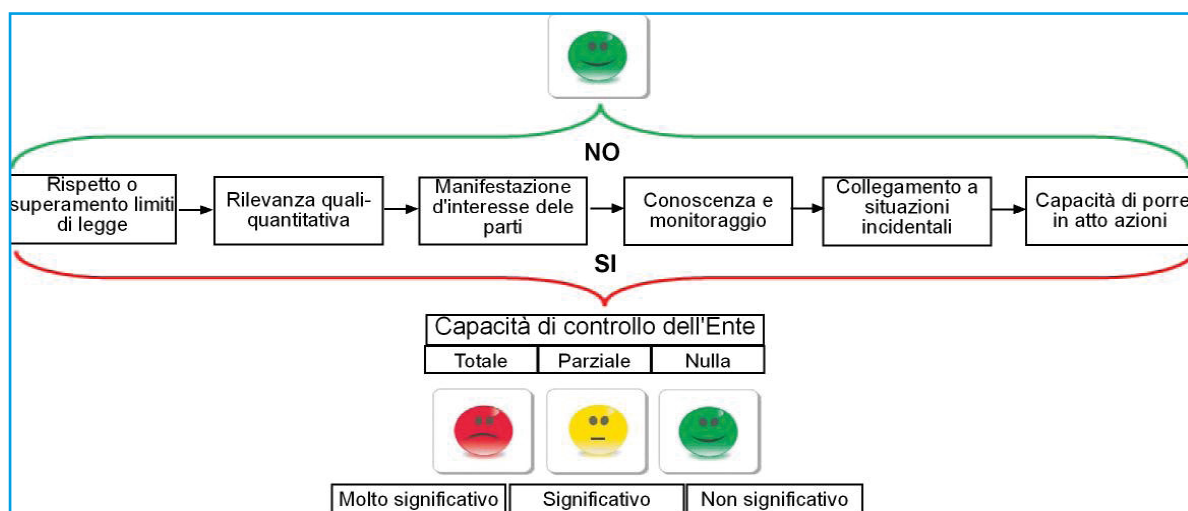 NO
Rispetto o
superamento limiti
di legge
Rilevanza quali-
quantitativa
Manifestazione
d'interesse dele
parti
Conoscenza e
monitoraggio
Collegamento a
situazioni
incidentali
Capacità di porre
in atto azioni
SI
Capacità di controllo dell'Ente
Totale
Parziale
Nulla
Molto significativo
Significativo
Non significativo